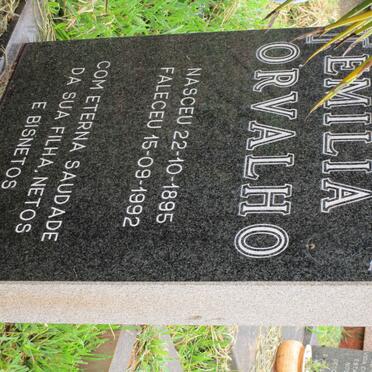 EMILIA
ORVALHO
NASCEU 22-10-1895
FALECEU 15-09-1992
COM ETERNA SAUDADE
DA SUA FILHA, NETOS
E BISNETOS